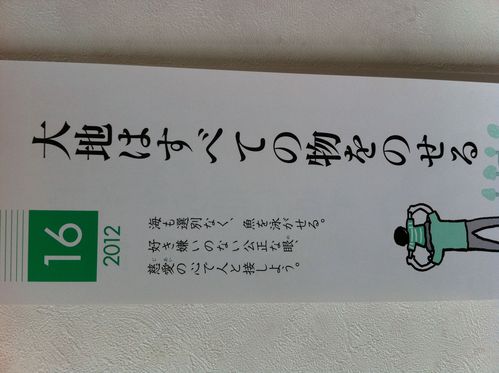 大地はすべての物をのせる
16
2012
海も選別なく、魚を泳がせる。
好き嫌いのない公正な眼、
慈愛の心で人と接しよう。